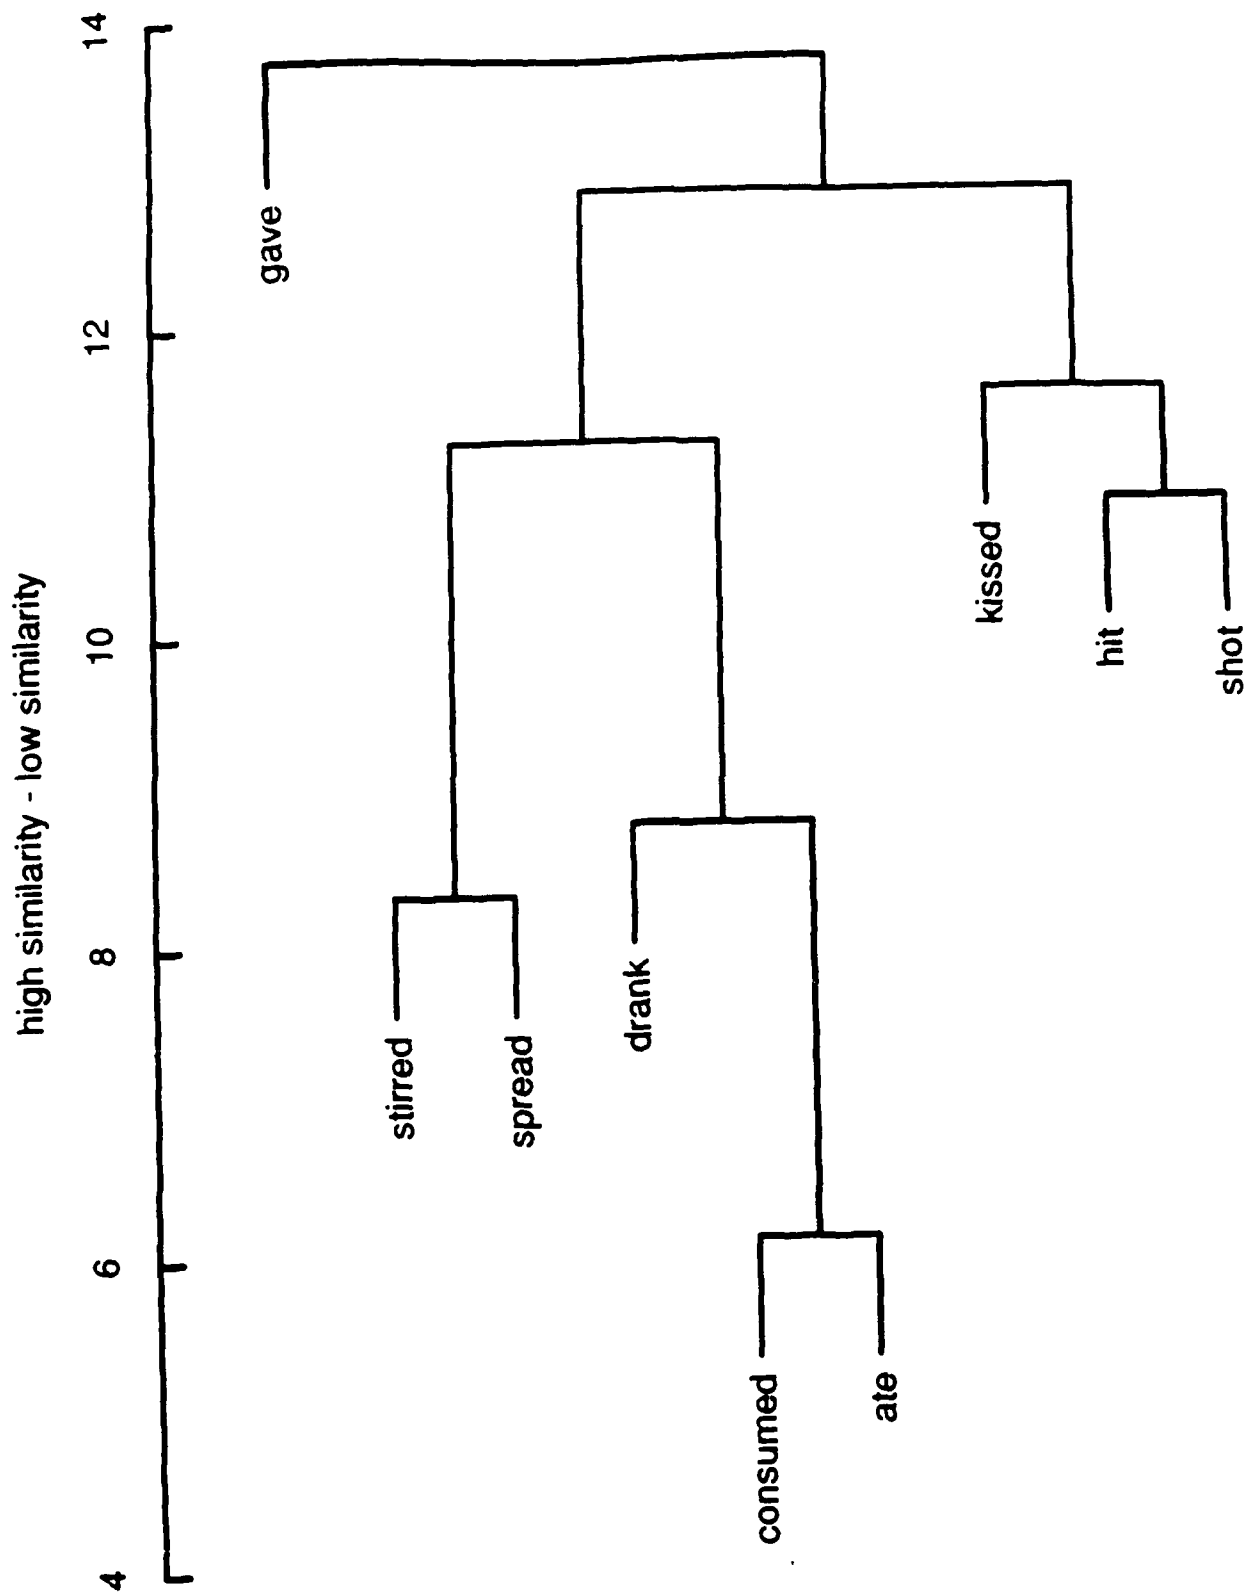 high similarity - low similarity
4
6
8
10
12
14
gave
stirred
spread
drank
consumed
ate
kissed
hit
shot